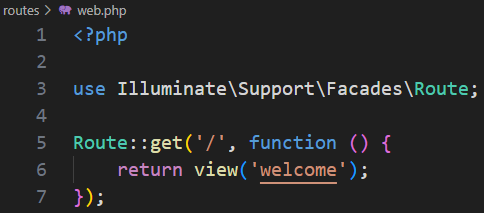 routes > web.php
1 <?php
2
3 use Illuminate\Support\Facades\Route;
4
5 Route::get('/', function () {
6     return view('welcome');
7 });